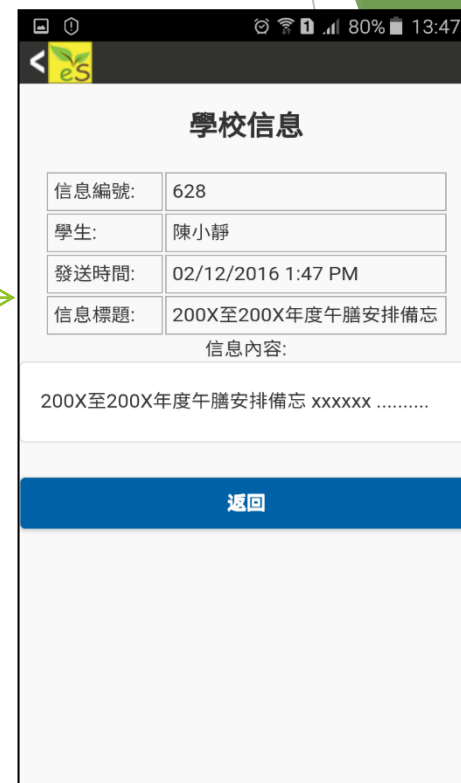 80% 13:47
eS
學校信息
信息編號: 628
學生: 陳小靜
發送時間: 02/12/2016 1:47 PM
信息標題: 200X至200X年度午膳安排備忘
信息內容:
200X至200X年度午膳安排備忘 xxxxxx ..........
返回